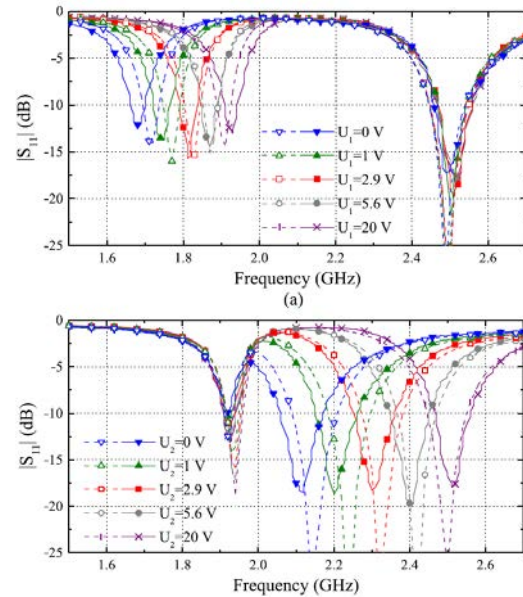 0
-5
-10
-15
-20
-25
|S11| (dB)
U1=0 V
U1=1 V
U1=2.9 V
U1=5.6 V
U1=20 V
1.6 1.8 2.0 2.2 2.4 2.6
Frequency (GHz)
(a)
0
-5
-10
-15
-20
-25
|S11| (dB)
U2=0 V
U2=1 V
U2=2.9 V
U2=5.6 V
U2=20 V
1.6 1.8 2.0 2.2 2.4 2.6
Frequency (GHz)